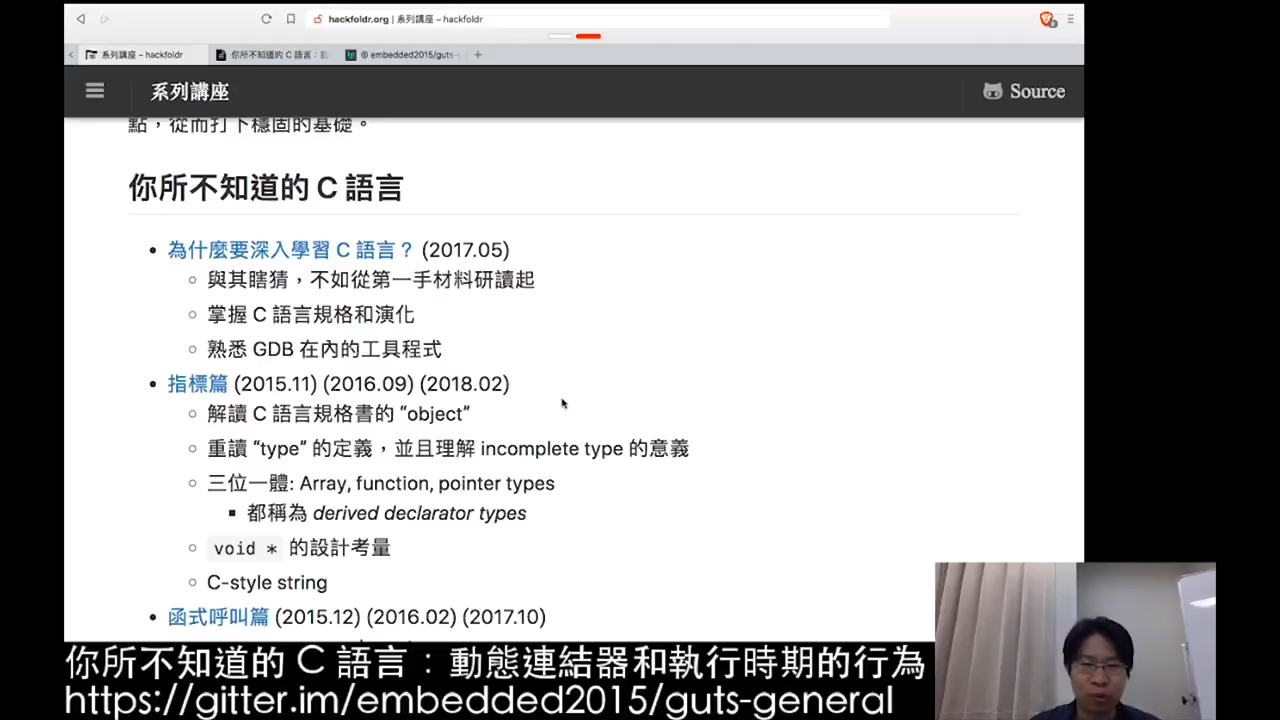 hackfoldr.org | 系列講座 – hackfoldr
系列講座 – hackfoldr
你所不知道的 C 語言：動
@ embedded2015/guts-
系列講座
Source
點，從而打下穩固的基礎。
你所不知道的 C 語言
為什麼要深入學習 C 語言？ (2017.05)
與其瞎猜，不如從第一手材料研讀起
掌握 C 語言規格和演化
熟悉 GDB 在內的工具程式
指標篇 (2015.11) (2016.09) (2018.02)
解讀 C 語言規格書的 “object”
重讀 “type” 的定義，並且理解 incomplete type 的意義
三位一體: Array, function, pointer types
都稱為 derived declarator types
void * 的設計考量
C-style string
函式呼叫篇 (2015.12) (2016.02) (2017.10)
你所不知道的 C 語言：動態連結器和執行時期的行為
https://gitter.im/embedded2015/guts-general